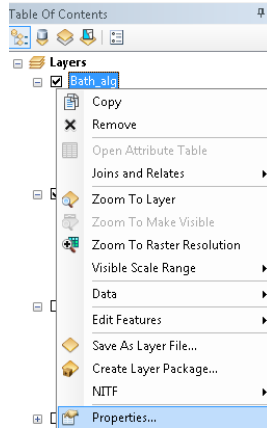 Table Of Contents
Layers
Bath_alg
Copy
Remove
Open Attribute Table
Joins and Relates
Zoom To Layer
Zoom To Make Visible
Zoom To Raster Resolution
Visible Scale Range
Data
Edit Features
Save As Layer File...
Create Layer Package...
NITF
Properties...